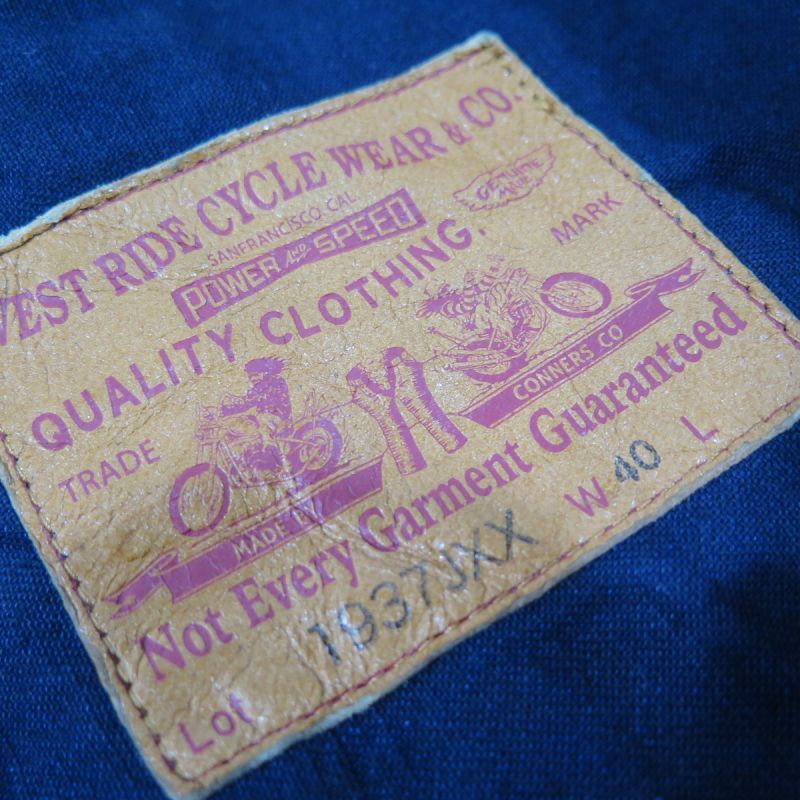 WEST RIDE CYCLE WEAR & CO.
SANFRANCISCO. CAL
POWER AND SPEED
GENUINE
QUALITY CLOTHING.
TRADE MARK
MADE BY CONNERS CO
Not Every Garment Guaranteed
Lot 1937JXX W 40 L